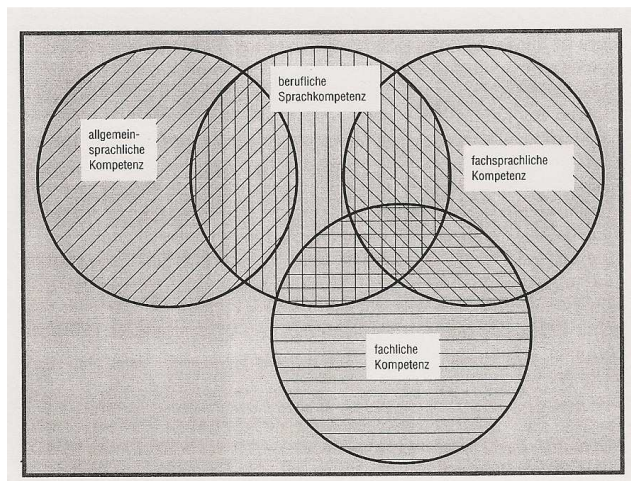 allgemein-
sprachliche
Kompetenz
berufliche
Sprachkompetenz
fachsprachliche
Kompetenz
fachliche
Kompetenz